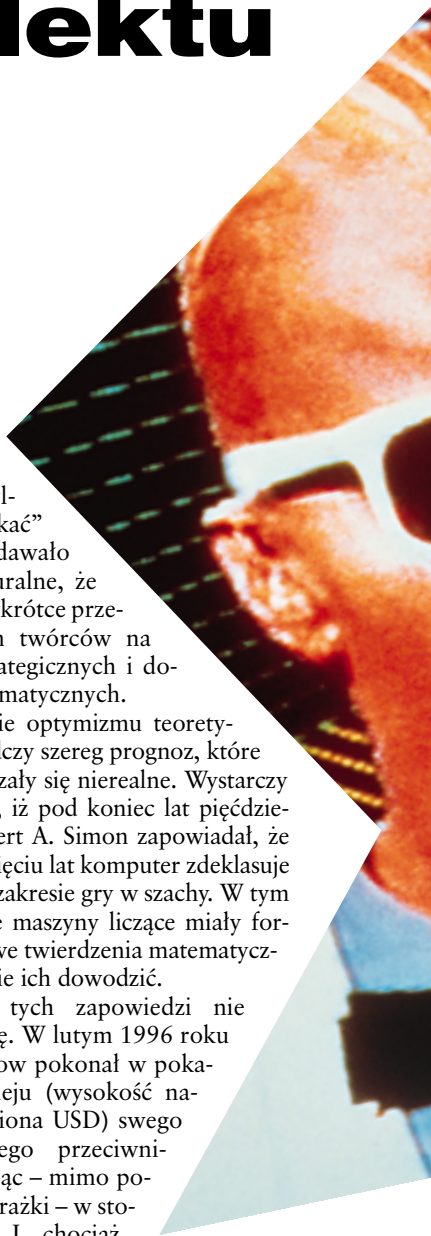 lektu
l-
kać”
dawało
uralne, że
krótce prze-
n twórców na
ategicznych i do-
matycznych.
ie optymizmu teorety-
dczy szereg prognoz, które
zały się nierealne. Wystarczy
, iż pod koniec lat pięćdzie-
ert A. Simon zapowiadał, że
ięciu lat komputer zdeklasuje
zakresie gry w szachy. W tym
e maszyny liczące miały for-
we twierdzenia matematycz-
ie ich dowodzić.
tych zapowiedzi nie
ę. W lutym 1996 roku
ow pokonał w poka-
eju (wysokość na-
iona USD) swego
ego przeciwni-
ąc – mimo po-
rażki – w sto-
I chociaż